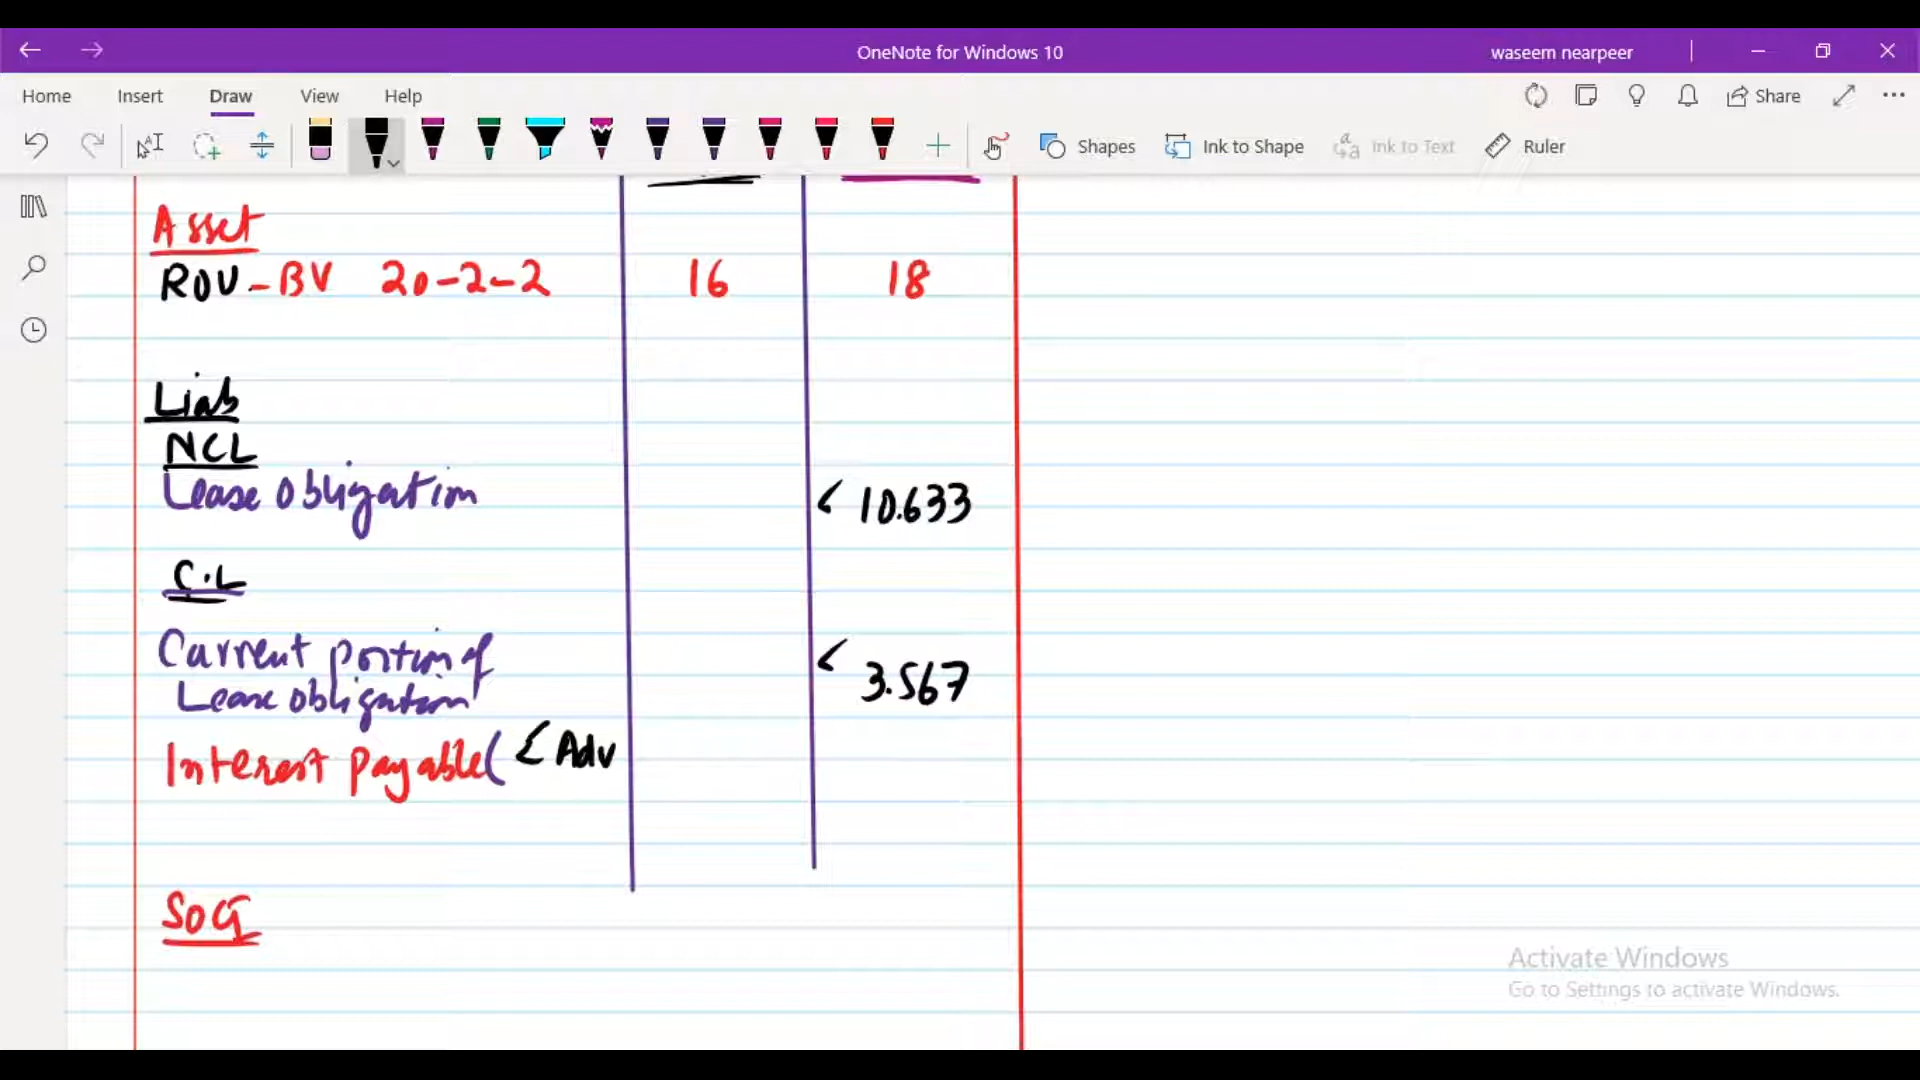 OneNote for Windows 10
waseem nearpeer
Home Insert Draw View Help
Share
Shapes Ink to Shape Ink to Text Ruler
Asset
ROU - BV 20-2-2 16 18
Liab
NCL
Lease obligation < 10.633
C.L
Current portion of
Lease obligation < 3.567
Interest payable ( < Adv
SOCI
Activate Windows
Go to Settings to activate Windows.